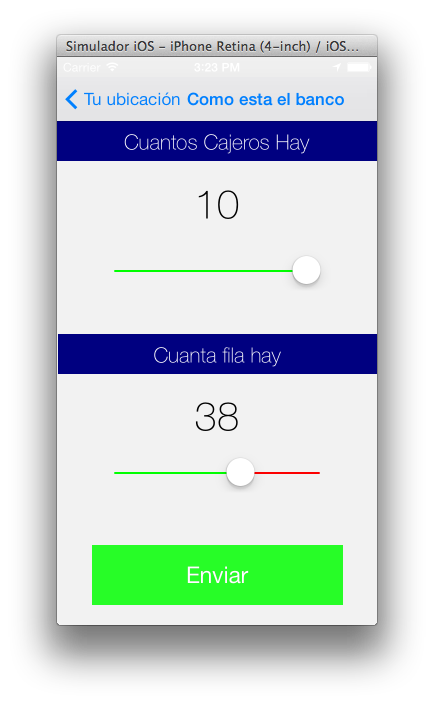 Simulador iOS - iPhone Retina (4-inch) / iOS...
Carrier 3:23 PM
Tu ubicación Como esta el banco
Cuantos Cajeros Hay
10
Cuanta fila hay
38
Enviar